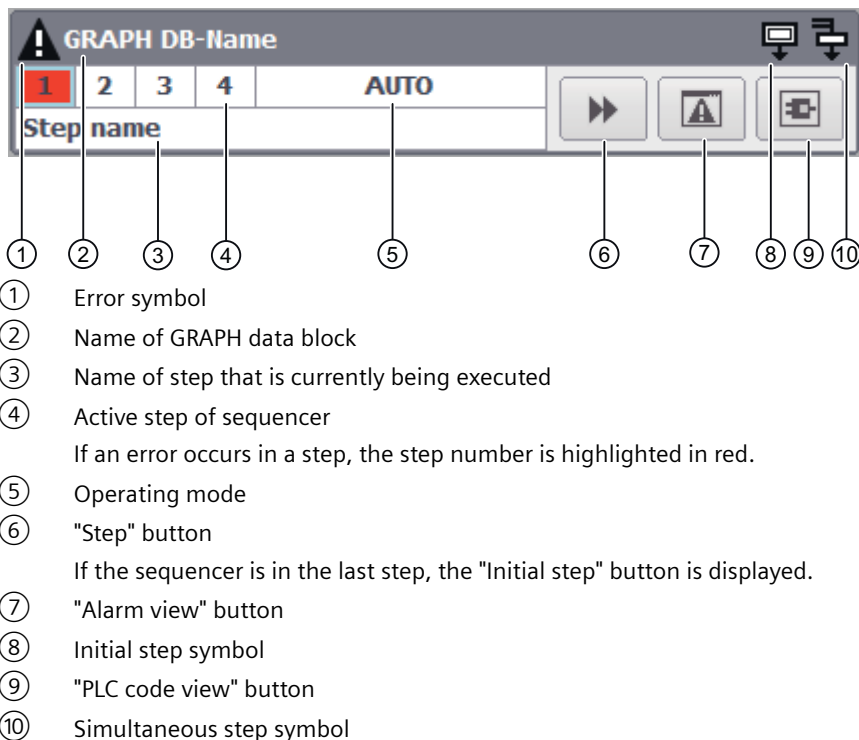 GRAPH DB-Name
1 2 3 4 AUTO
Step name
① ② ③ ④ ⑤ ⑥ ⑦ ⑧ ⑨ ⑩
① Error symbol
② Name of GRAPH data block
③ Name of step that is currently being executed
④ Active step of sequencer
If an error occurs in a step, the step number is highlighted in red.
⑤ Operating mode
⑥ "Step" button
If the sequencer is in the last step, the "Initial step" button is displayed.
⑦ "Alarm view" button
⑧ Initial step symbol
⑨ "PLC code view" button
⑩ Simultaneous step symbol